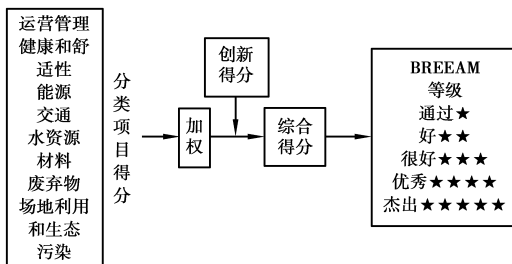 运营管理
健康和舒
适性
能源
交通
水资源
材料
废弃物
场地利用
和生态
污染
分类项目得分
加权
创新
得分
综合
得分
BREEAM
等级
通过★
好★★
很好★★★
优秀★★★★
杰出★★★★★